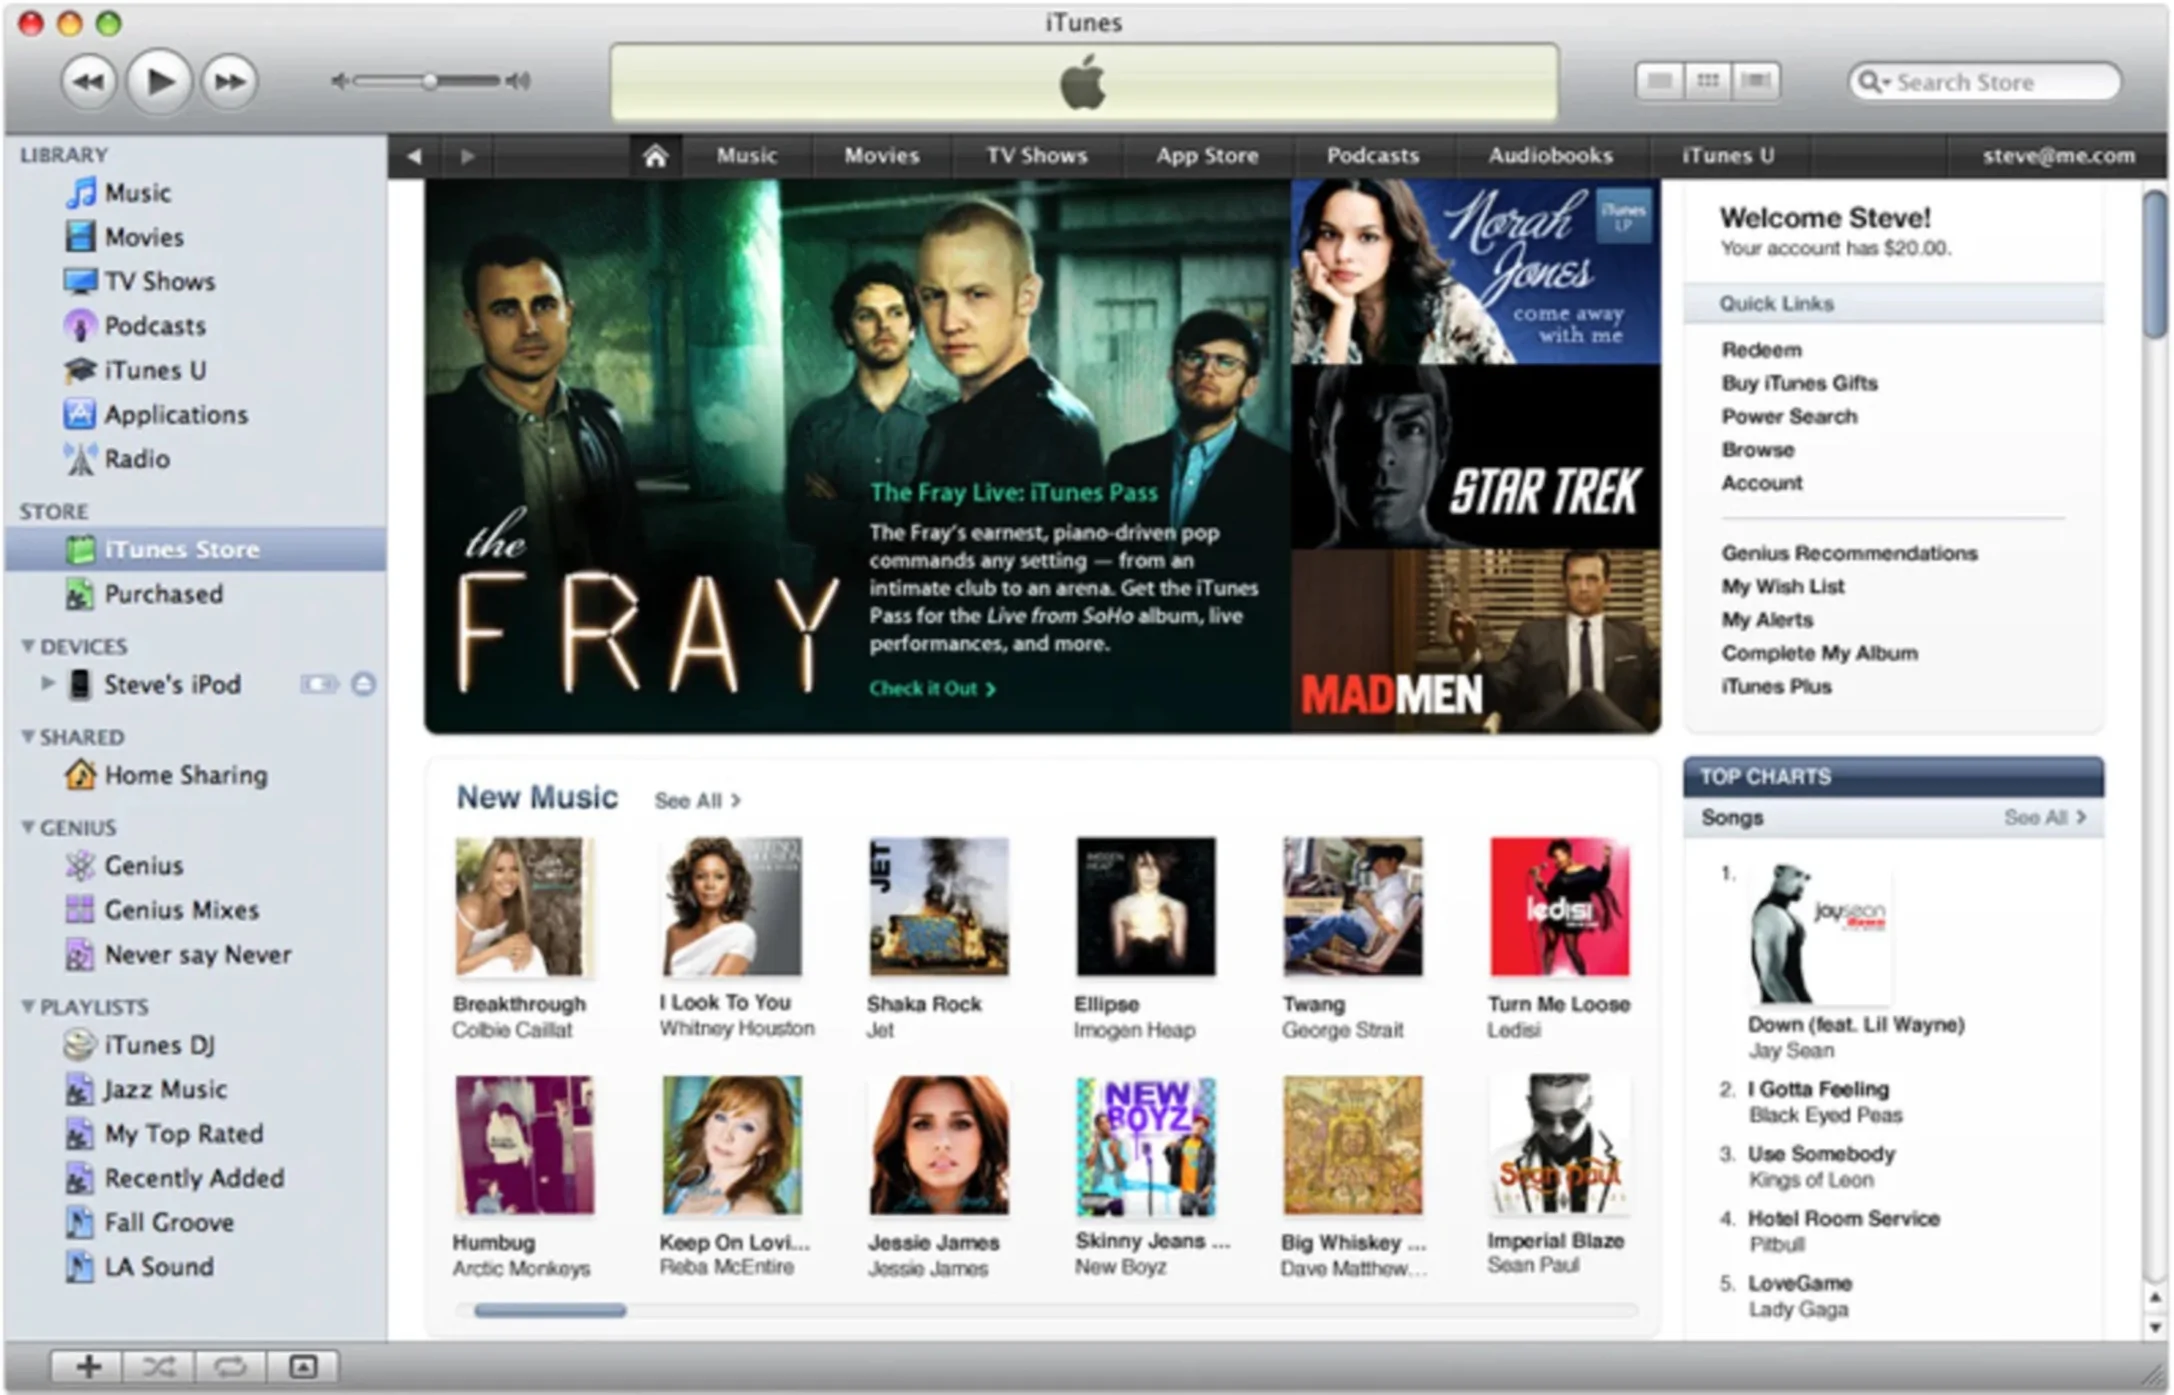 iTunes
Search Store
Music
Movies
TV Shows
App Store
Podcasts
Audiobooks
iTunes U
steve@me.com
LIBRARY
Music
Movies
TV Shows
Podcasts
iTunes U
Applications
Radio
STORE
iTunes Store
Purchased
DEVICES
Steve's iPod
SHARED
Home Sharing
GENIUS
Genius
Genius Mixes
Never say Never
PLAYLISTS
iTunes DJ
Jazz Music
My Top Rated
Recently Added
Fall Groove
LA Sound
the
FRAY
The Fray Live: iTunes Pass
The Fray's earnest, piano-driven pop
commands any setting — from an
intimate club to an arena. Get the iTunes
Pass for the Live from SoHo album, live
performances, and more.
Check it Out >
Norah
Jones
come away
with me
iTunes
LP
STAR TREK
MADMEN
Welcome Steve!
Your account has $20.00.
Quick Links
Redeem
Buy iTunes Gifts
Power Search
Browse
Account
Genius Recommendations
My Wish List
My Alerts
Complete My Album
iTunes Plus
New Music
See All >
JET
ledisi
Breakthrough
Colbie Caillat
I Look To You
Whitney Houston
Shaka Rock
Jet
Ellipse
Imogen Heap
Twang
George Strait
Turn Me Loose
Ledisi
NEW
BOYZ
Sean Paul
Humbug
Arctic Monkeys
Keep On Lovi...
Reba McEntire
Jessie James
Jessie James
Skinny Jeans ...
New Boyz
Big Whiskey ...
Dave Matthew...
Imperial Blaze
Sean Paul
TOP CHARTS
Songs
See All >
1.
jay sean
down
Down (feat. Lil Wayne)
Jay Sean
2. I Gotta Feeling
Black Eyed Peas
3. Use Somebody
Kings of Leon
4. Hotel Room Service
Pitbull
5. LoveGame
Lady Gaga